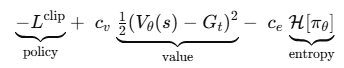 −L^clip + c_v ½(V_θ(s) − G_t)² − c_e ℋ[π_θ]
policy value entropy